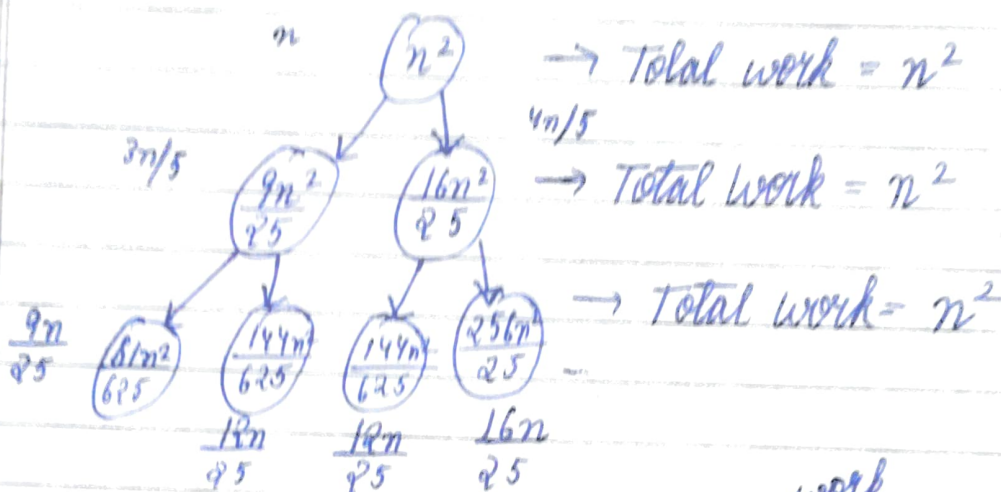 n
n² → Total work = n²
3n/5 4n/5
9n²/25 16n²/25 → Total work = n²
→ Total work = n²
9n/25 81n²/625 144n²/625 144n²/625 256n²/25
12n/25 12n/25 16n/25
work